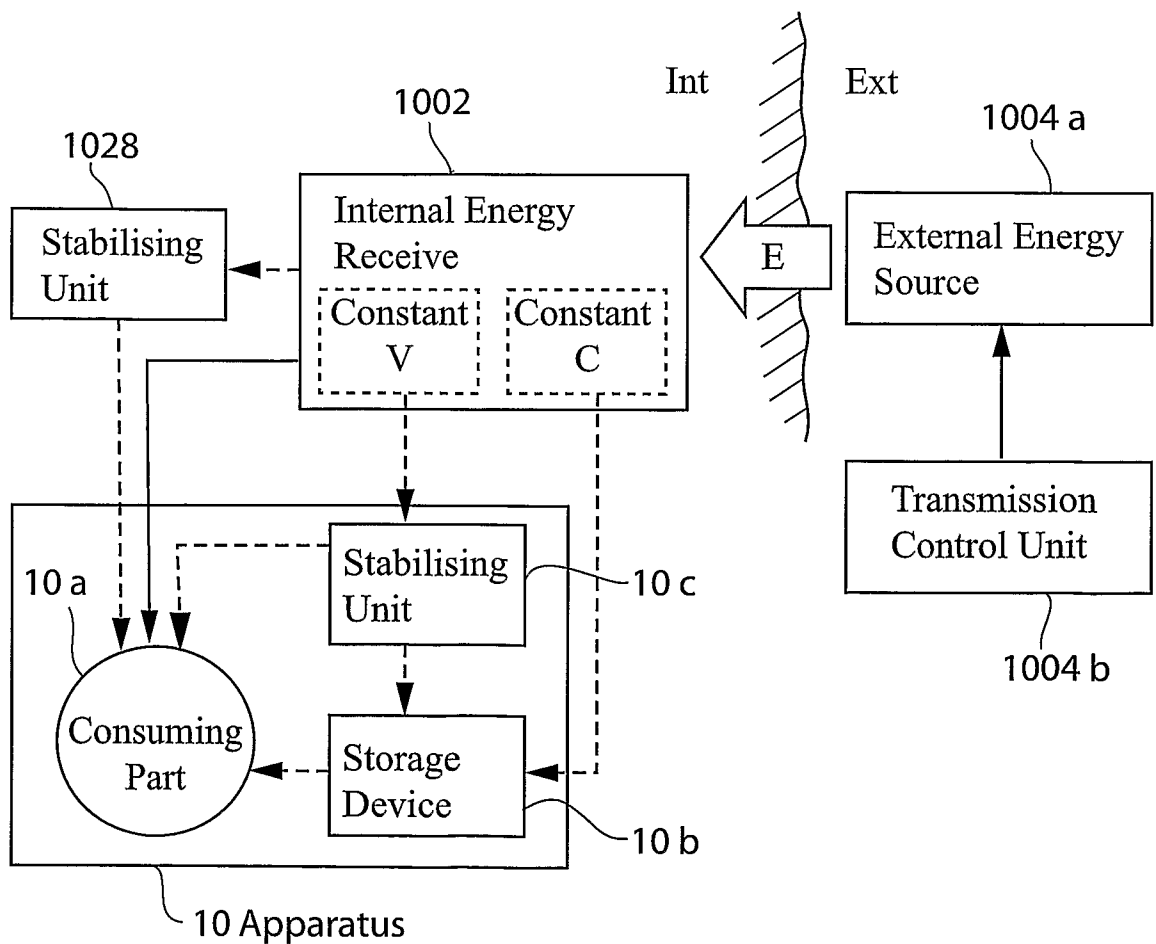 Int
Ext
1002
1004 a
1028
Internal Energy
Receive
Stabilising
Unit
External Energy
Source
E
Constant
V
Constant
C
Transmission
Control Unit
Stabilising
Unit
10 a
10 c
1004 b
Consuming
Part
Storage
Device
10 b
10 Apparatus